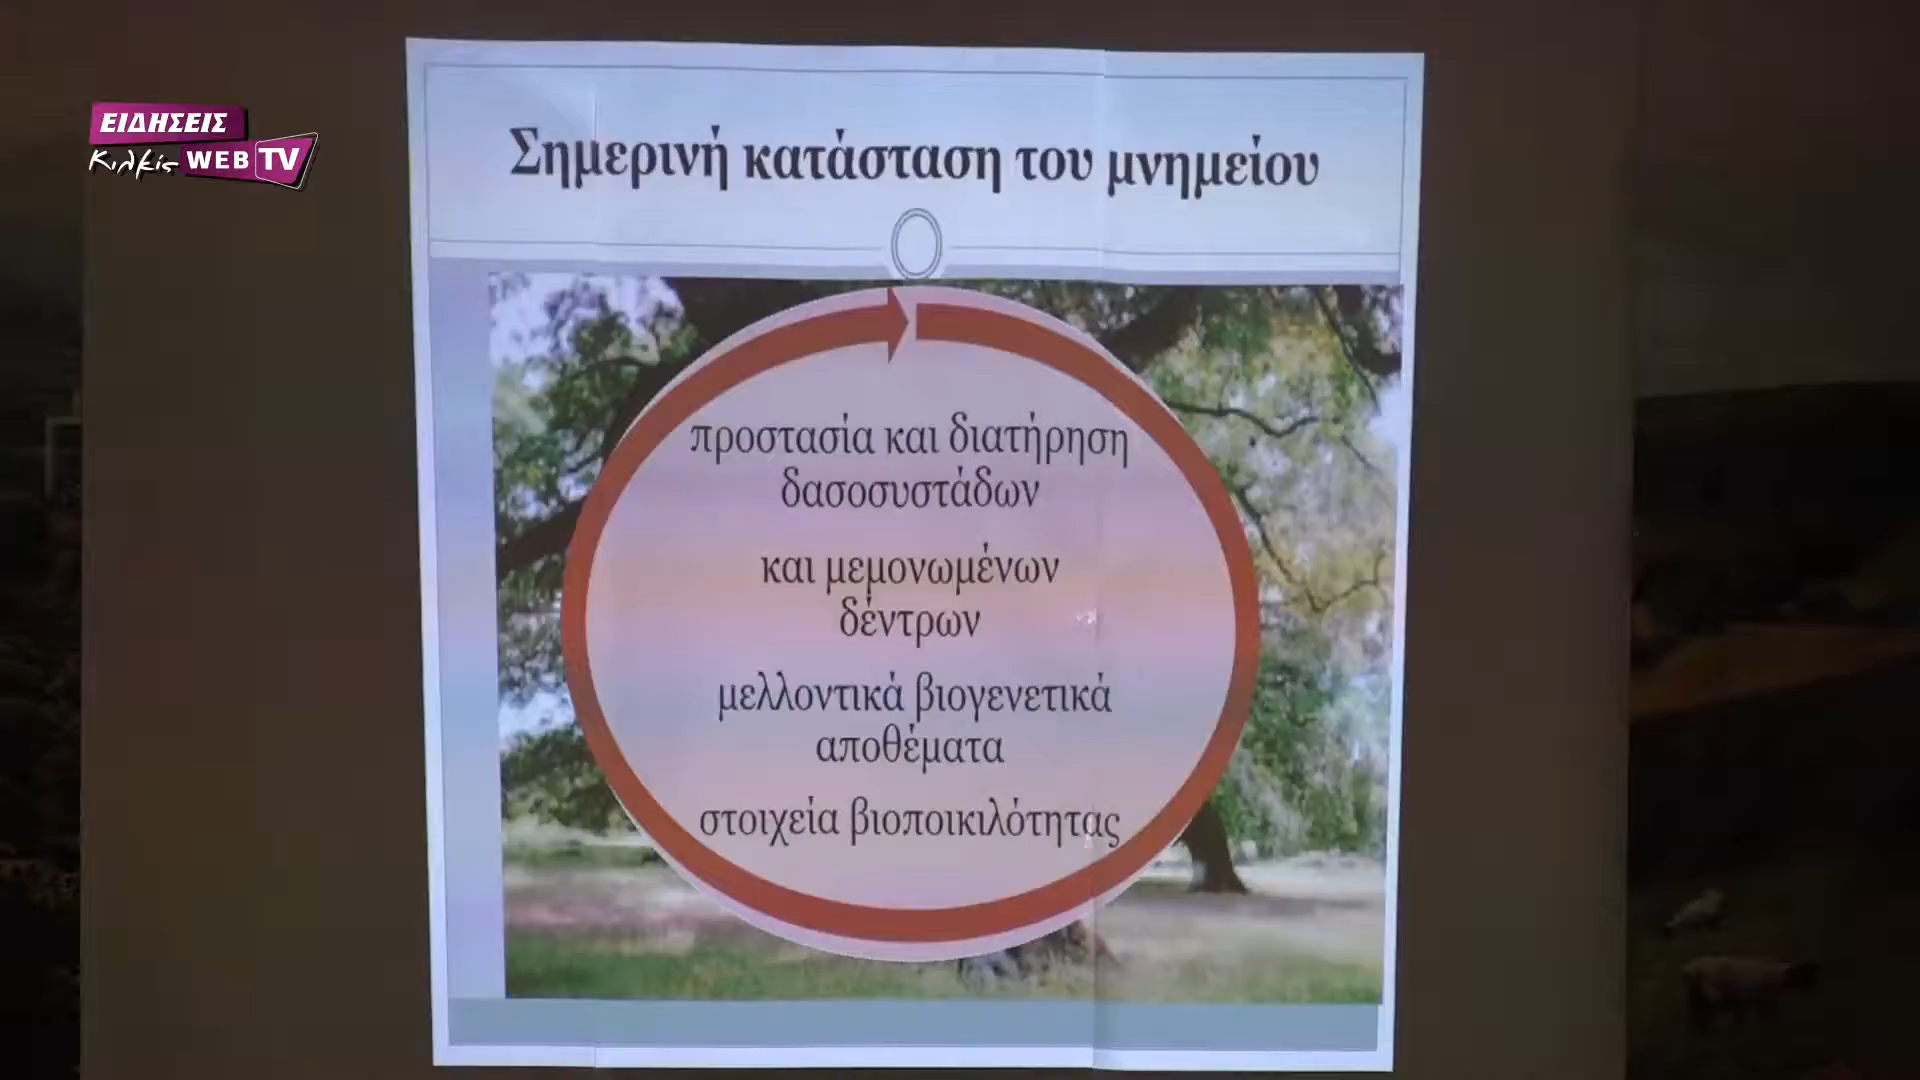 ΕΙΔΗΣΕΙΣ
Κιλκίς WEB TV
Σημερινή κατάσταση του μνημείου
προστασία και διατήρηση
δασοσυστάδων
και μεμονωμένων
δέντρων
μελλοντικά βιογενετικά
αποθέματα
στοιχεία βιοποικιλότητας